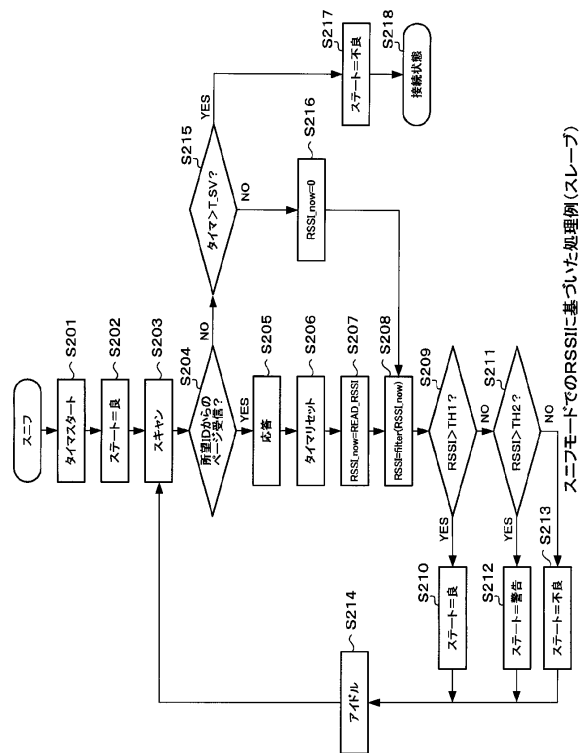 スニフ
S201
タイマスタート
S202
ステート=良
S203
スキャン
S204
所望IDからの
ページ受信?
NO
YES
S205
応答
S206
タイマリセット
S207
RSSI_now=READ_RSSI
S208
RSSI=filter(RSSI_now)
S209
RSSI>TH1?
YES
NO
S210
ステート=良
S211
RSSI>TH2?
YES
NO
S212
ステート=警告
S213
ステート=不良
S214
アイドル
S215
タイマ>T_SV?
YES
NO
S216
RSSI_now=0
S217
ステート=不良
S218
接続状態
スニフモードでのRSSIに基づいた処理例(スレーブ)